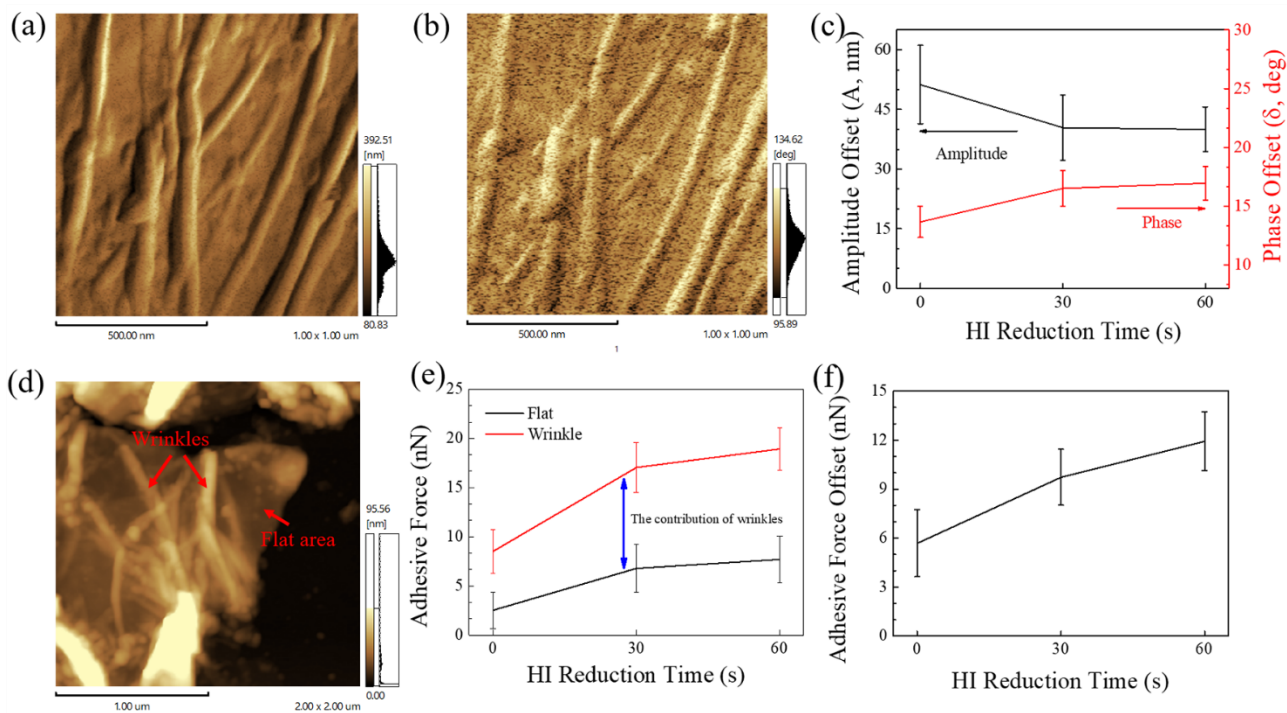 (a)
392.51
[nm]
80.83
500.00 nm
1.00 x 1.00 um
(b)
134.62
[deg]
95.89
500.00 nm
1.00 x 1.00 um
1
(c)
Amplitude Offset (A, nm)
60
45
30
15
0
Amplitude
Phase
30
25
20
15
10
Phase Offset (δ, deg)
0 30 60
HI Reduction Time (s)
(d)
Wrinkles
Flat area
95.56
[nm]
0.00
1.00 um
2.00 x 2.00 um
(e)
Adhesive Force (nN)
25
20
15
10
5
0
Flat
Wrinkle
The contribution of wrinkles
0 30 60
HI Reduction Time (s)
(f)
Adhesive Force Offset (nN)
15
12
9
6
3
0
0 30 60
HI Reduction Time (s)